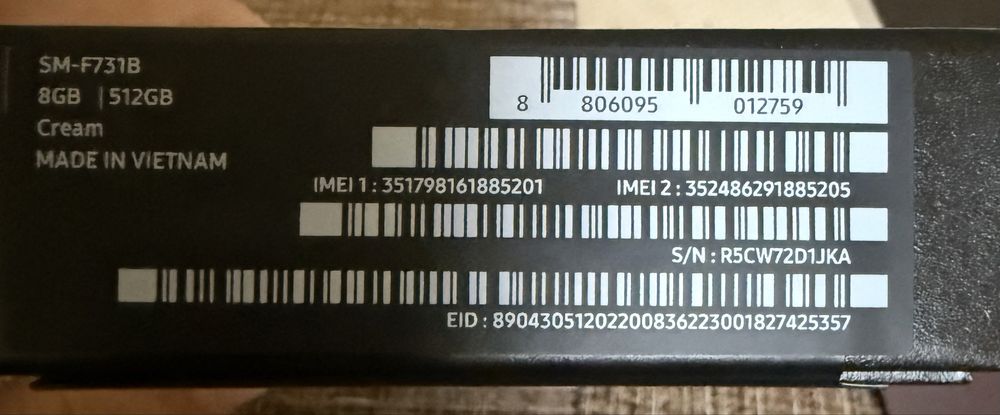 SM-F731B
8GB | 512GB
Cream
MADE IN VIETNAM
8 806095 012759
IMEI 1 : 351798161885201 IMEI 2 : 352486291885205
S/N : R5CW72D1JKA
EID : 89043051202200836223001827425357